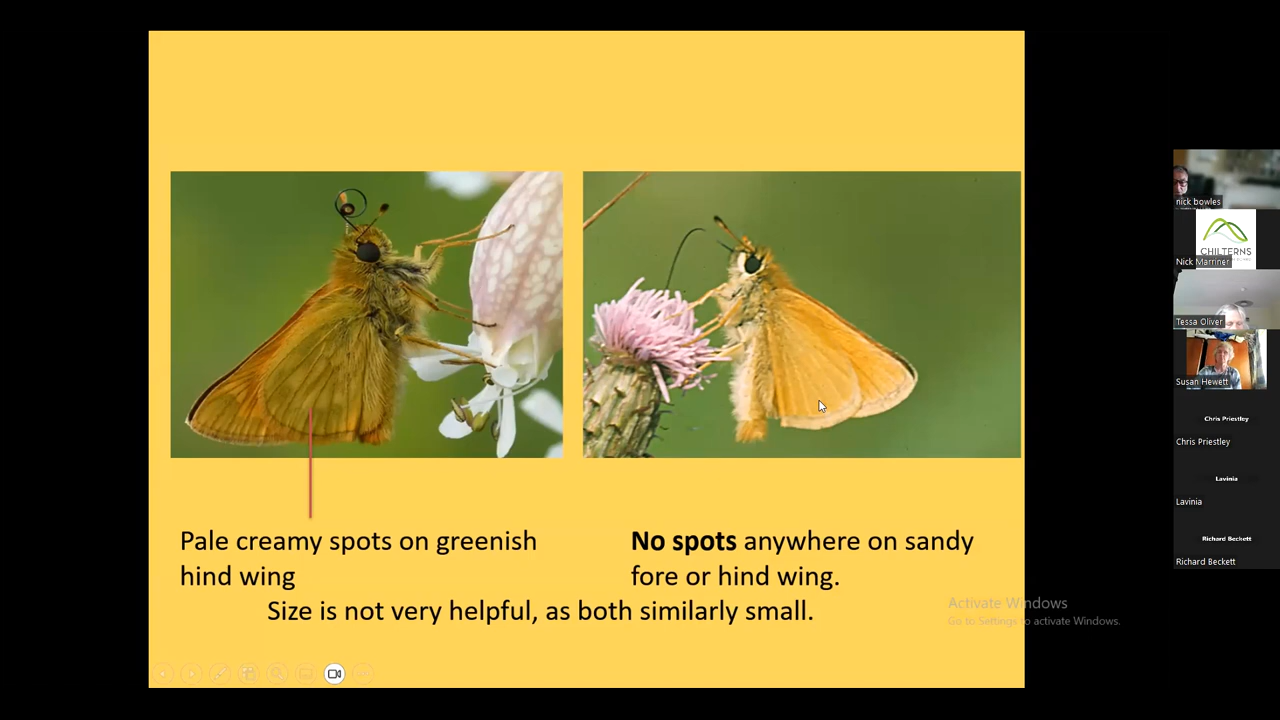 Pale creamy spots on greenish
hind wing
No spots anywhere on sandy
fore or hind wing.
Size is not very helpful, as both similarly small.
Activate Windows
Go to Settings to activate Windows.
nick bowles
CHILTERNS
Nick Marriner
Tessa Oliver
Susan Hewett
Chris Priestley
Chris Priestley
Lavinia
Lavinia
Richard Beckett
Richard Beckett